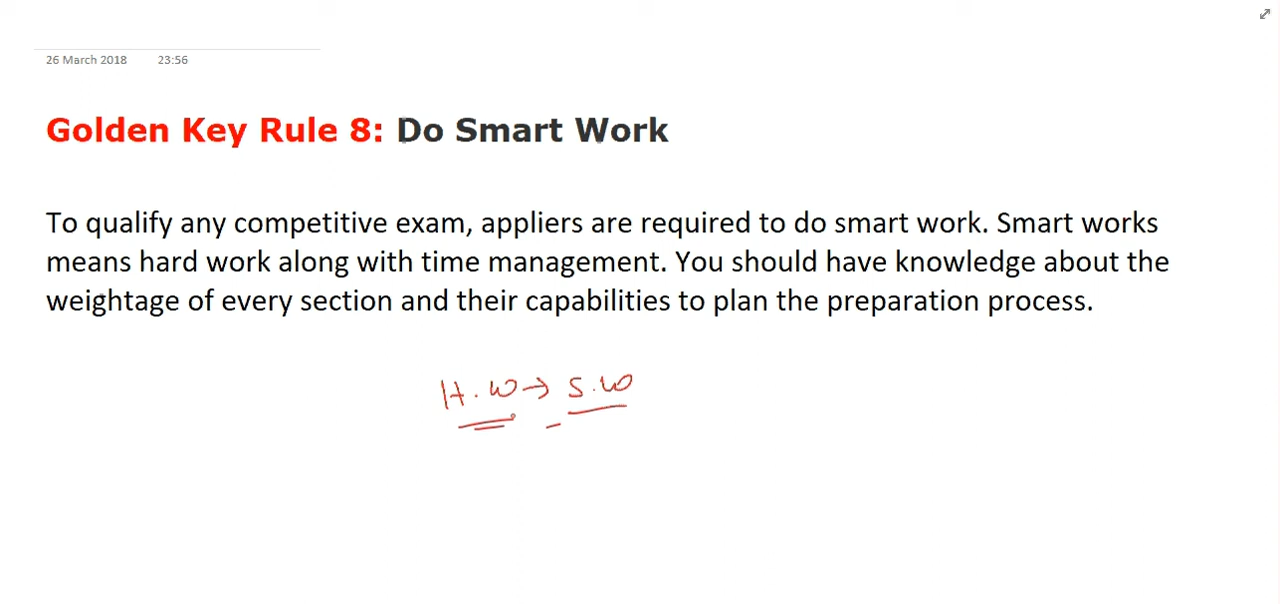 26 March 2018 23:56
Golden Key Rule 8: Do Smart Work
To qualify any competitive exam, appliers are required to do smart work. Smart works
means hard work along with time management. You should have knowledge about the
weightage of every section and their capabilities to plan the preparation process.
H.W→ S.W